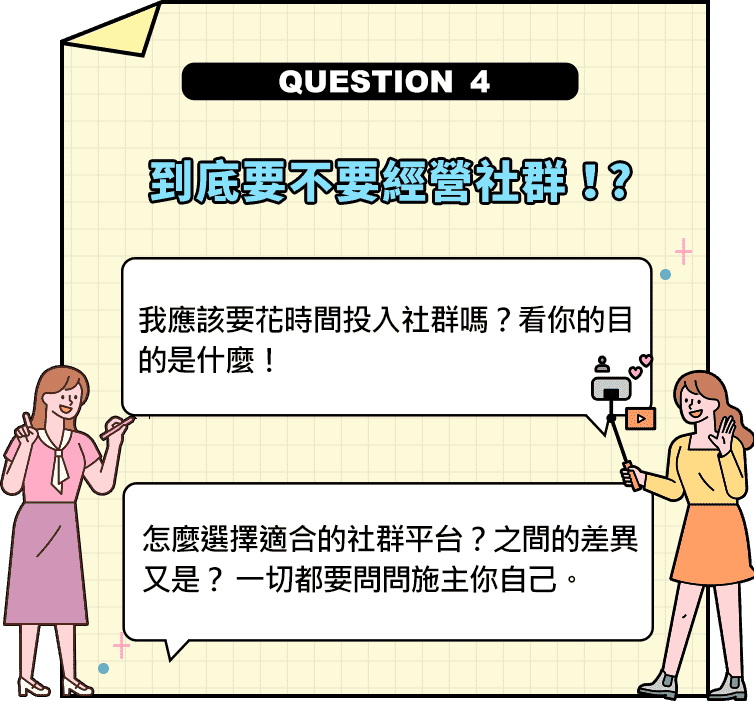 QUESTION 4
到底要不要經營社群！?
我應該要花時間投入社群嗎？看你的目
的是什麼！
怎麼選擇適合的社群平台？之間的差異
又是？ 一切都要問問施主你自己。